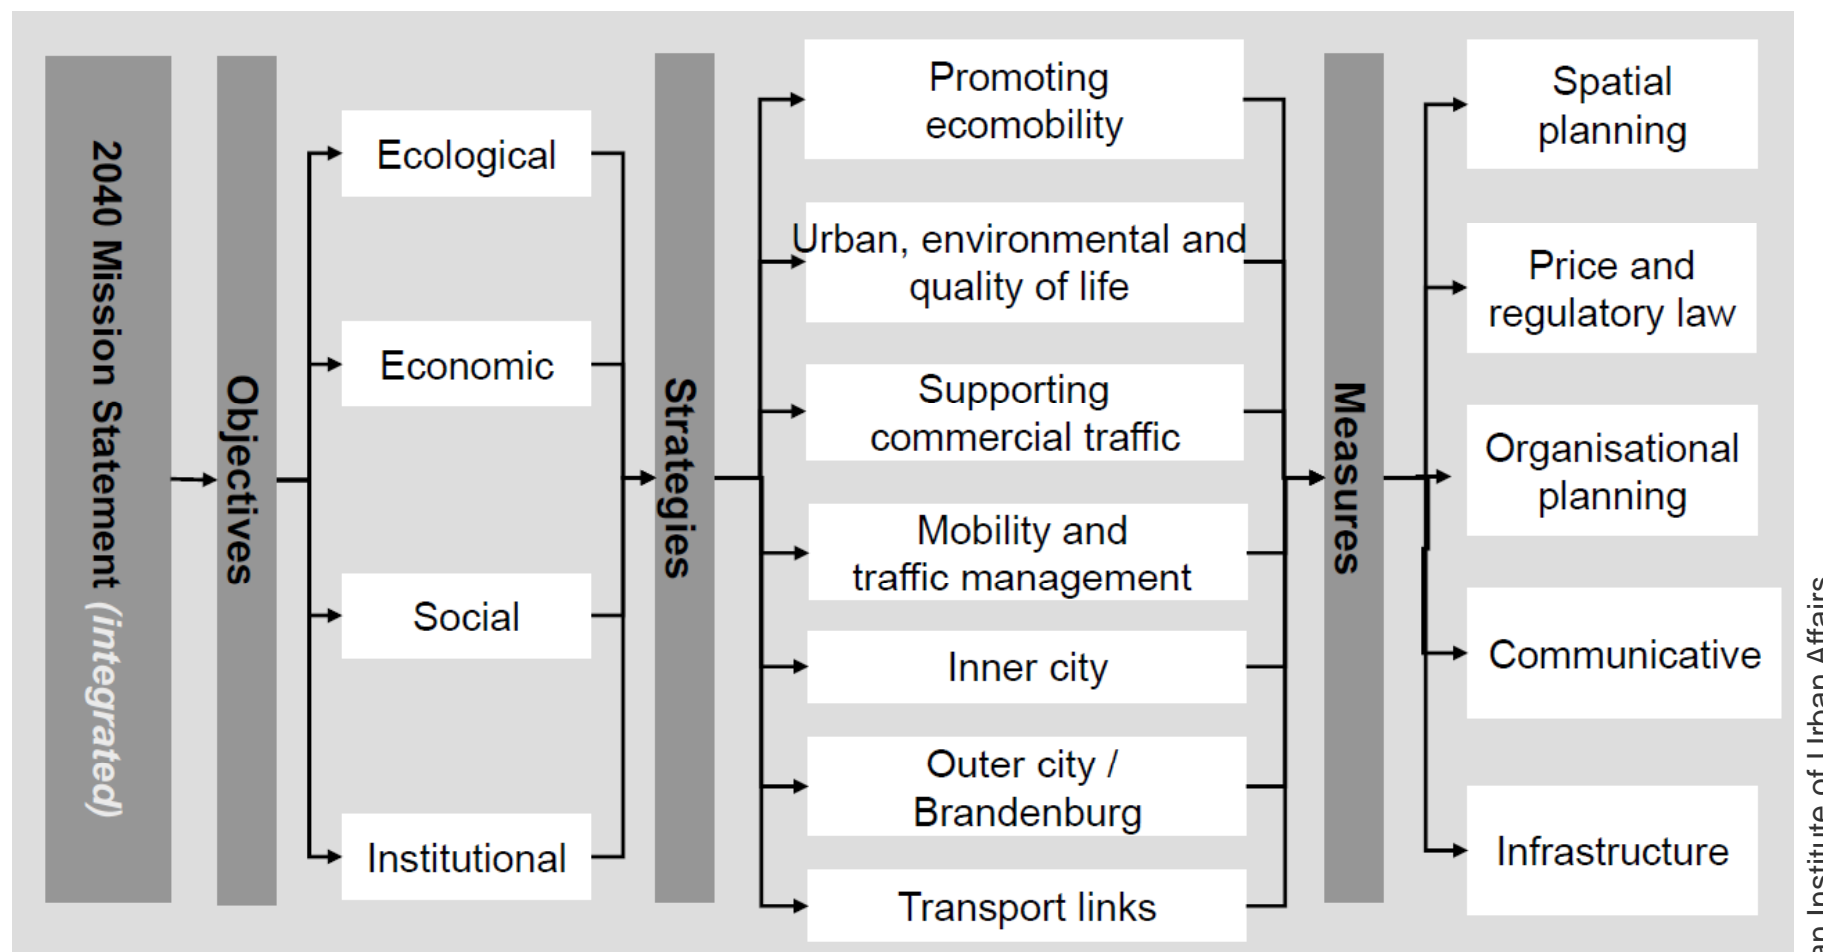 2040 Mission Statement (integrated)
Objectives
Ecological
Economic
Social
Institutional
Strategies
Promoting
ecomobility
Urban, environmental and
quality of life
Supporting
commercial traffic
Mobility and
traffic management
Inner city
Outer city /
Brandenburg
Transport links
Measures
Spatial
planning
Price and
regulatory law
Organisational
planning
Communicative
Infrastructure
Institute of Urban Affairs